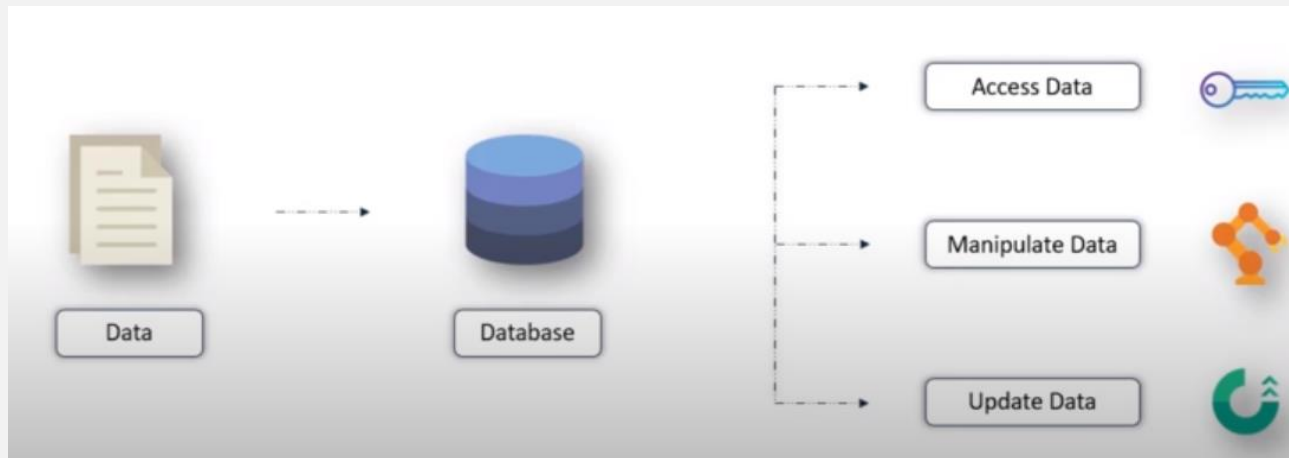 Data
Database
Access Data
Manipulate Data
Update Data